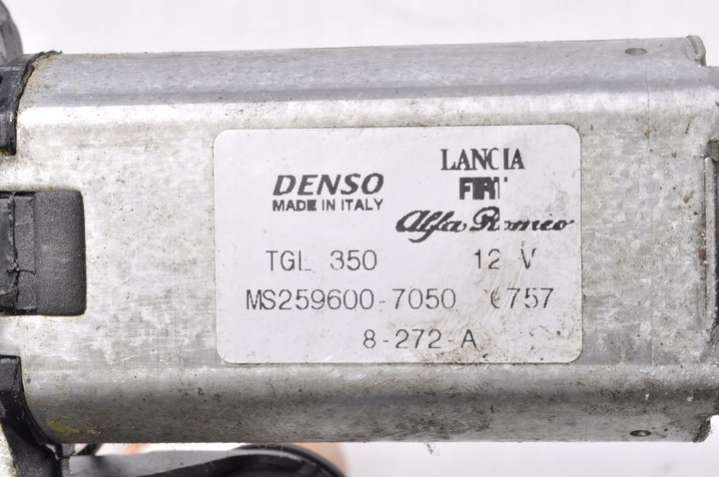 DENSO
MADE IN ITALY
LANCIA
FIAT
Alfa Romeo
TGL 350 12 V
MS259600-7050
8-272-A